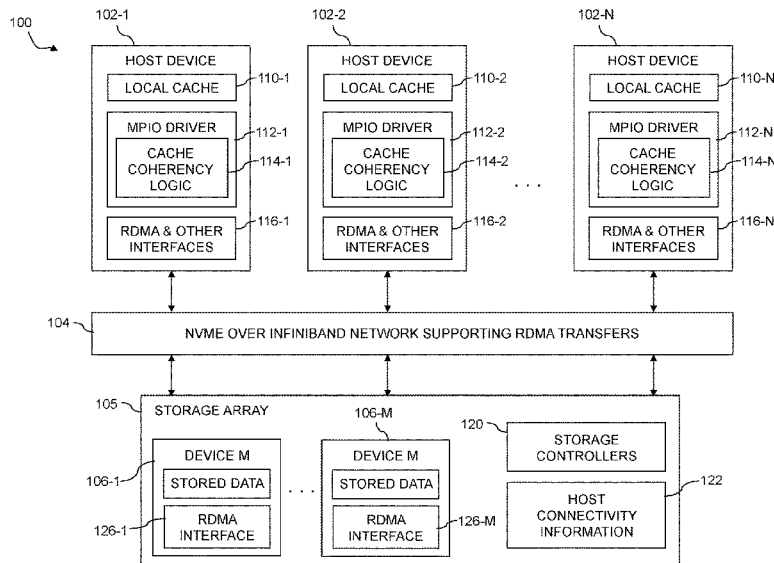 100
102-1
102-2
102-N
HOST DEVICE
LOCAL CACHE
110-1
MPIO DRIVER
112-1
CACHE
COHERENCY
LOGIC
114-1
RDMA & OTHER
INTERFACES
116-1
HOST DEVICE
LOCAL CACHE
110-2
MPIO DRIVER
112-2
CACHE
COHERENCY
LOGIC
114-2
RDMA & OTHER
INTERFACES
116-2
. . .
HOST DEVICE
LOCAL CACHE
110-N
MPIO DRIVER
112-N
CACHE
COHERENCY
LOGIC
114-N
RDMA & OTHER
INTERFACES
116-N
104
NVME OVER INFINIBAND NETWORK SUPPORTING RDMA TRANSFERS
105
STORAGE ARRAY
106-1
DEVICE M
STORED DATA
126-1
RDMA
INTERFACE
. . .
106-M
DEVICE M
STORED DATA
RDMA
INTERFACE
126-M
120
STORAGE
CONTROLLERS
HOST
CONNECTIVITY
INFORMATION
122